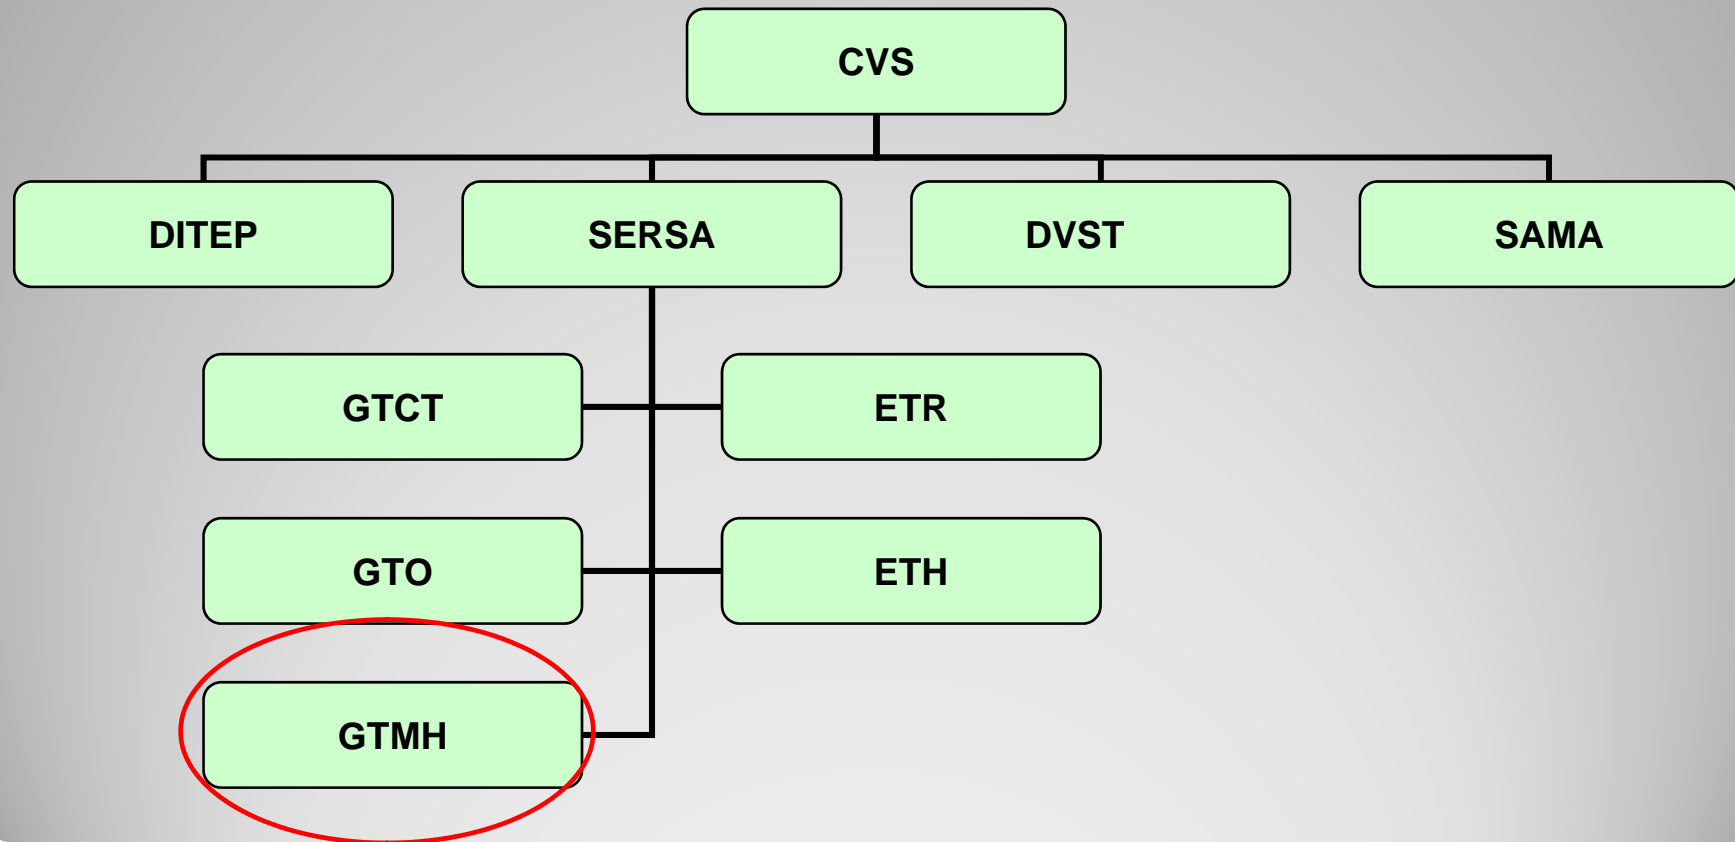 CVS
DITEP
SERSA
DVST
SAMA
GTCT
ETR
GTO
ETH
GTMH